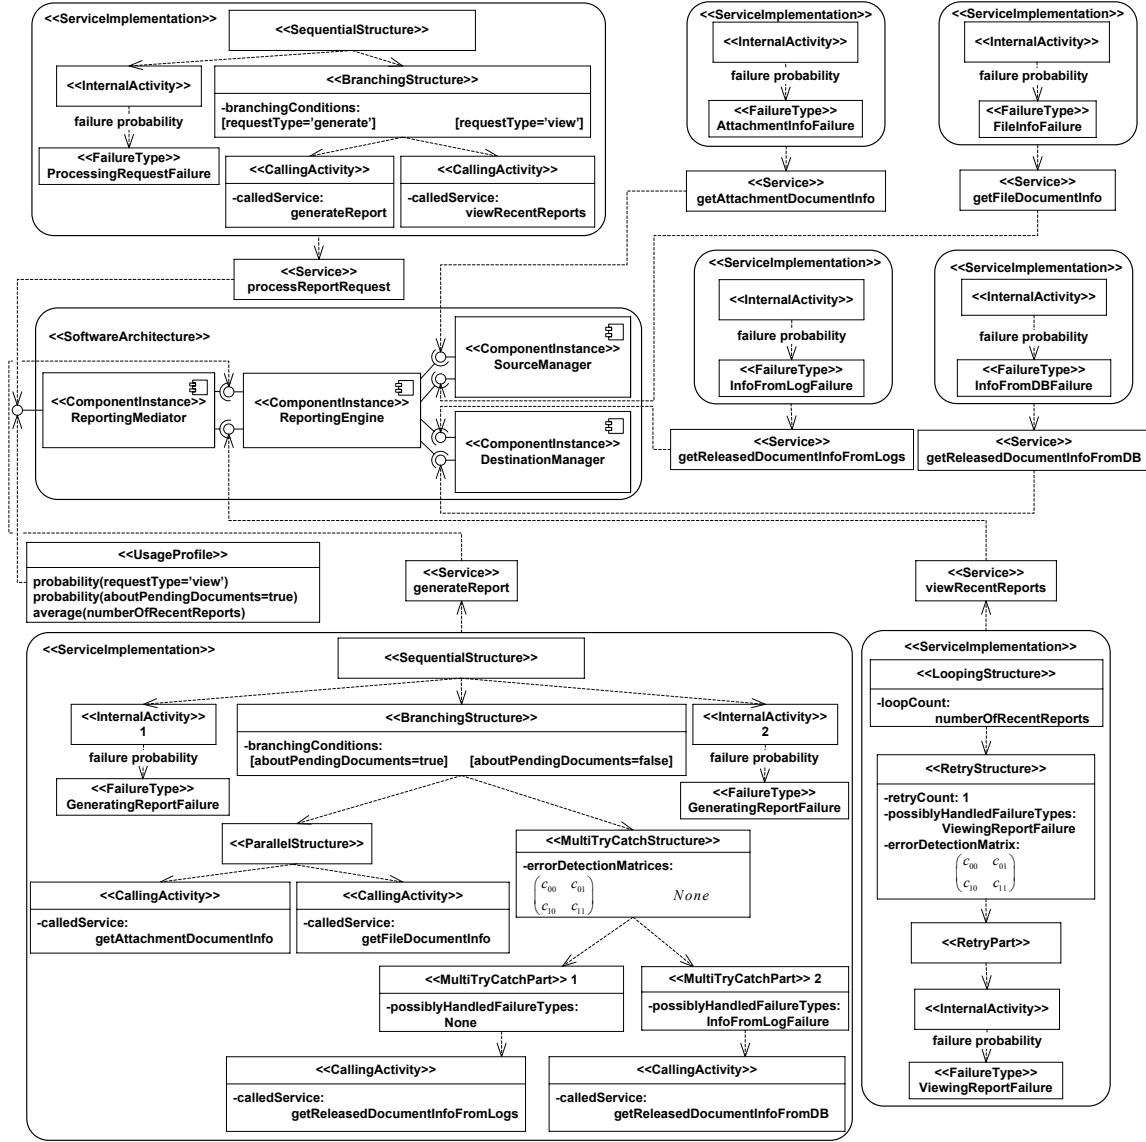 <<ServiceImplementation>>
<<SequentialStructure>>
<<InternalActivity>>
failure probability
<<FailureType>>
ProcessingRequestFailure
<<BranchingStructure>>
-branchingConditions:
[requestType='generate'] [requestType='view']
<<CallingActivity>>
-calledService:
generateReport
<<CallingActivity>>
-calledService:
viewRecentReports
<<Service>>
processReportRequest
<<ServiceImplementation>>
<<InternalActivity>>
failure probability
<<FailureType>>
AttachmentInfoFailure
<<Service>>
getAttachmentDocumentInfo
<<ServiceImplementation>>
<<InternalActivity>>
failure probability
<<FailureType>>
FileInfoFailure
<<Service>>
getFileDocumentInfo
<<ServiceImplementation>>
<<InternalActivity>>
failure probability
<<FailureType>>
InfoFromLogFailure
<<Service>>
getReleasedDocumentInfoFromLogs
<<ServiceImplementation>>
<<InternalActivity>>
failure probability
<<FailureType>>
InfoFromDBFailure
<<Service>>
getReleasedDocumentInfoFromDB
<<SoftwareArchitecture>>
<<ComponentInstance>>
ReportingMediator
<<ComponentInstance>>
ReportingEngine
<<ComponentInstance>>
SourceManager
<<ComponentInstance>>
DestinationManager
<<UsageProfile>>
probability(requestType='view')
probability(aboutPendingDocuments=true)
average(numberOfRecentReports)
<<Service>>
generateReport
<<Service>>
viewRecentReports
<<ServiceImplementation>>
<<SequentialStructure>>
<<InternalActivity>>
1
failure probability
<<FailureType>>
GeneratingReportFailure
<<BranchingStructure>>
-branchingConditions:
[aboutPendingDocuments=true] [aboutPendingDocuments=false]
<<InternalActivity>>
2
failure probability
<<FailureType>>
GeneratingReportFailure
<<ParallelStructure>>
<<CallingActivity>>
-calledService:
getAttachmentDocumentInfo
<<CallingActivity>>
-calledService:
getFileDocumentInfo
<<MultiTryCatchStructure>>
-errorDetectionMatrices:
c00 c01
c10 c11
None
<<MultiTryCatchPart>> 1
-possiblyHandledFailureTypes:
None
<<MultiTryCatchPart>> 2
-possiblyHandledFailureTypes:
InfoFromLogFailure
<<CallingActivity>>
-calledService:
getReleasedDocumentInfoFromLogs
<<CallingActivity>>
-calledService:
getReleasedDocumentInfoFromDB
<<ServiceImplementation>>
<<LoopingStructure>>
-loopCount:
numberOfRecentReports
<<RetryStructure>>
-retryCount: 1
-possiblyHandledFailureTypes:
ViewingReportFailure
-errorDetectionMatrix:
c00 c01
c10 c11
<<RetryPart>>
<<InternalActivity>>
failure probability
<<FailureType>>
ViewingReportFailure